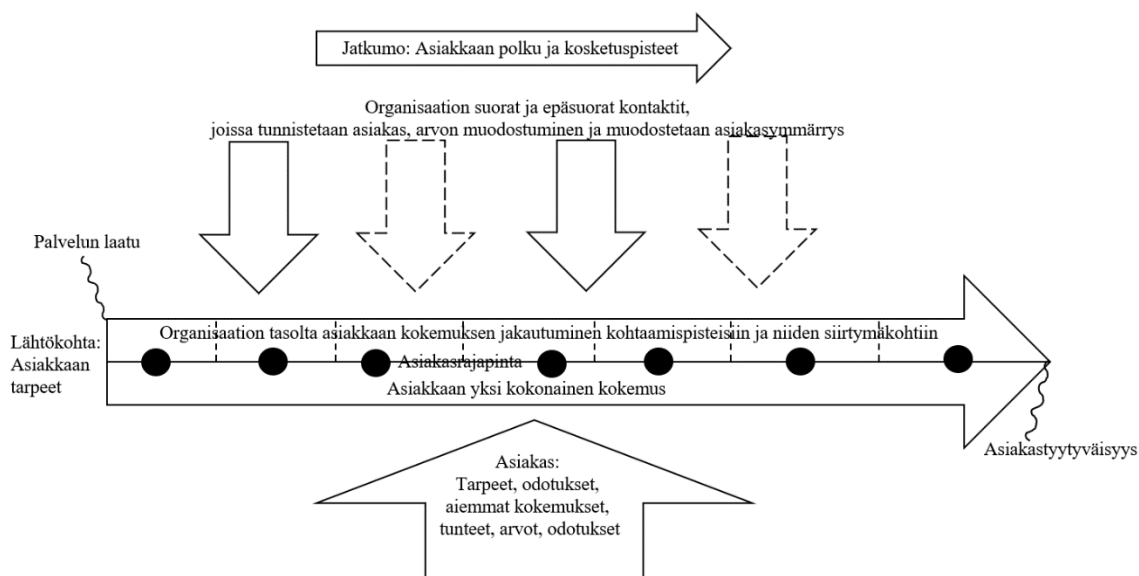 Jatkumo: Asiakkaan polku ja kosketuspisteet
Organisaation suorat ja epäsuorat kontaktit,
joissa tunnistetaan asiakas, arvon muodostuminen ja muodostetaan asiakasymmärrys
Palvelun laatu
Lähtökohta:
Asiakkaan
tarpeet
Organisaation tasolta asiakkaan kokemuksen jakautuminen kohtaamispisteisiin ja niiden siirtymäkohtiin
Asiakasrajapinta
Asiakkaan yksi kokonainen kokemus
Asiakastyytyväisyys
Asiakas:
Tarpeet, odotukset,
aiemmat kokemukset,
tunteet, arvot, odotukset